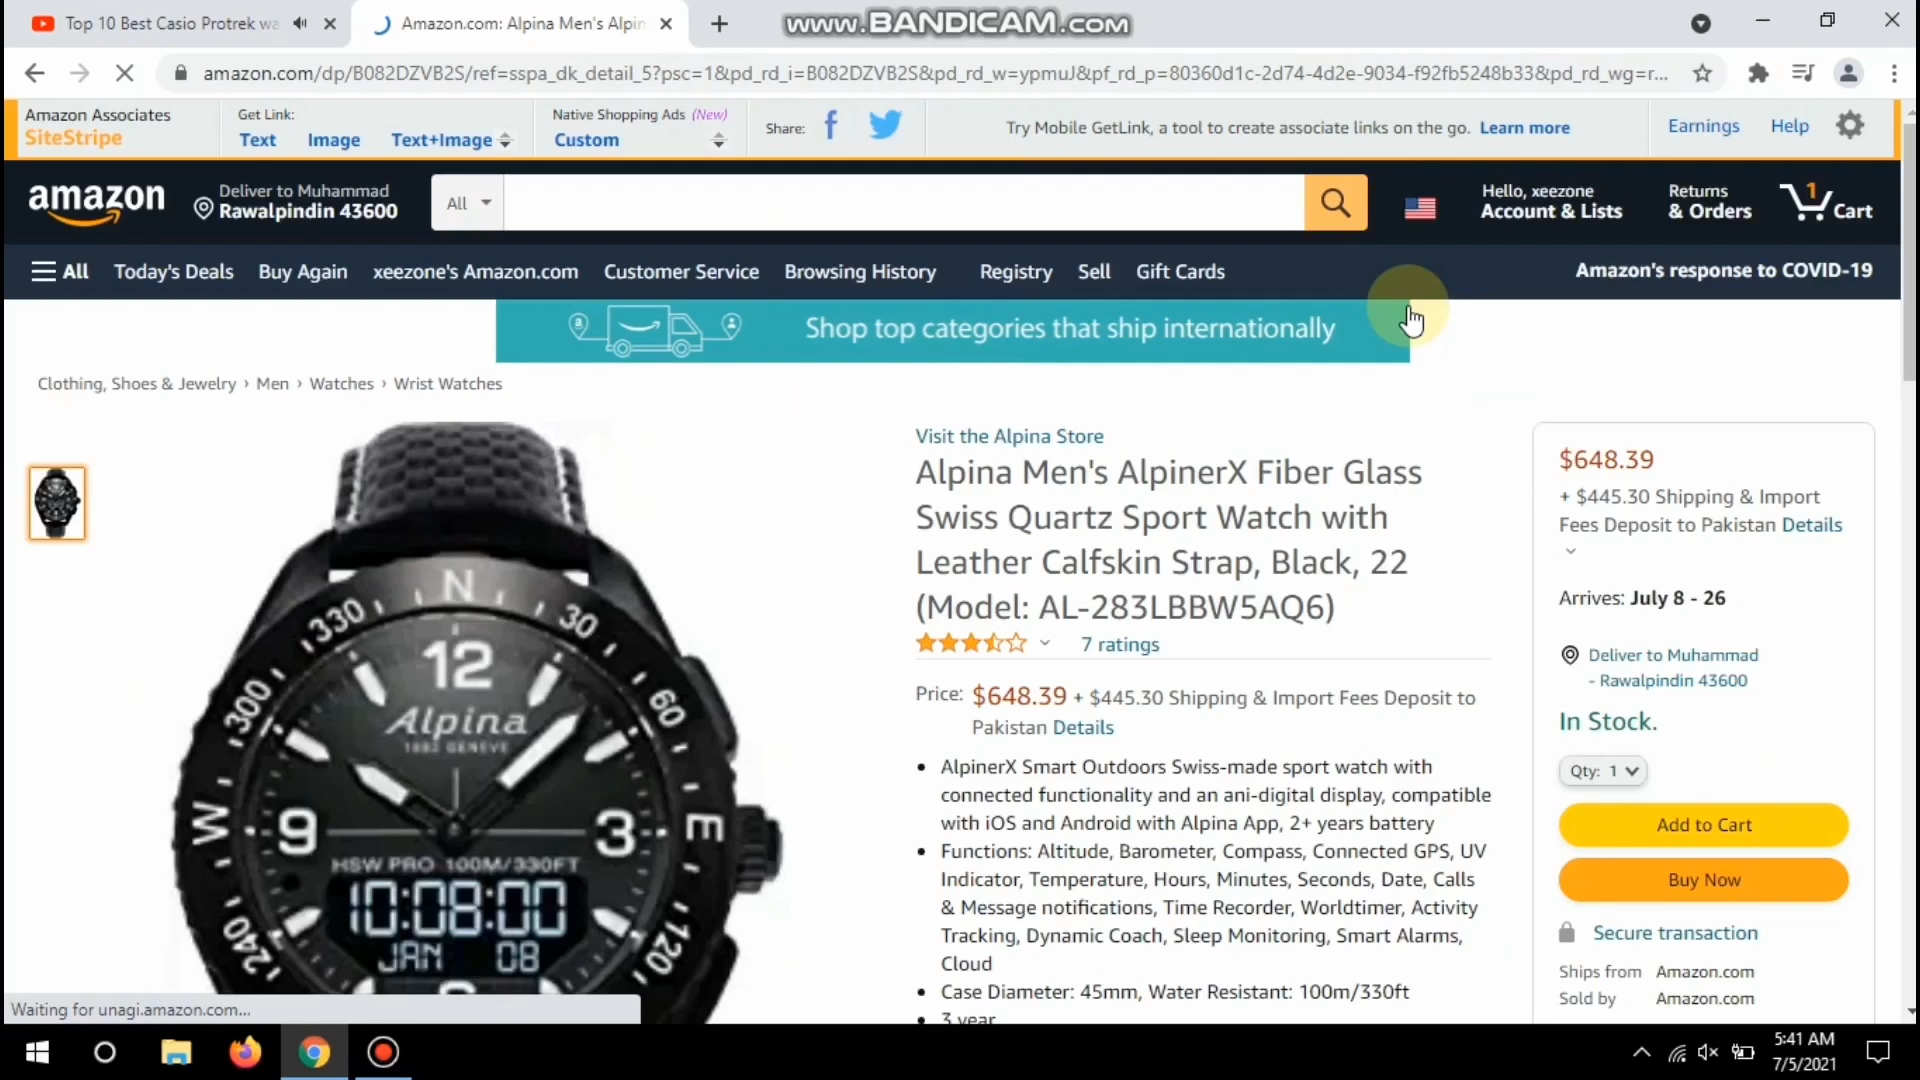 Top 10 Best Casio Protrek wa
Amazon.com: Alpina Men's Alpin
www.BANDICAM.com
amazon.com/dp/B082DZVB2S/ref=sspa_dk_detail_5?psc=1&pd_rd_i=B082DZVB2S&pd_rd_w=ypmuJ&pf_rd_p=80360d1c-2d74-4d2e-9034-f92fb5248b33&pd_rd_wg=r...
Amazon Associates
SiteStripe
Get Link:
Text Image Text+Image
Native Shopping Ads (New)
Custom
Share:
Try Mobile GetLink, a tool to create associate links on the go. Learn more
Earnings Help
amazon
Deliver to Muhammad
Rawalpindin 43600
All
Hello, xeezone
Account & Lists
Returns
& Orders
1
Cart
All Today's Deals Buy Again xeezone's Amazon.com Customer Service Browsing History Registry Sell Gift Cards
Amazon's response to COVID-19
Shop top categories that ship internationally
Clothing, Shoes & Jewelry › Men › Watches › Wrist Watches
Visit the Alpina Store
Alpina Men's AlpinerX Fiber Glass
Swiss Quartz Sport Watch with
Leather Calfskin Strap, Black, 22
(Model: AL-283LBBW5AQ6)
7 ratings
Price: $648.39 + $445.30 Shipping & Import Fees Deposit to
Pakistan Details
• AlpinerX Smart Outdoors Swiss-made sport watch with
connected functionality and an ani-digital display, compatible
with iOS and Android with Alpina App, 2+ years battery
• Functions: Altitude, Barometer, Compass, Connected GPS, UV
Indicator, Temperature, Hours, Minutes, Seconds, Date, Calls
& Message notifications, Time Recorder, Worldtimer, Activity
Tracking, Dynamic Coach, Sleep Monitoring, Smart Alarms,
Cloud
• Case Diameter: 45mm, Water Resistant: 100m/330ft
• 3 year
$648.39
+ $445.30 Shipping & Import
Fees Deposit to Pakistan Details
Arrives: July 8 - 26
Deliver to Muhammad
- Rawalpindin 43600
In Stock.
Qty: 1
Add to Cart
Buy Now
Secure transaction
Ships from Amazon.com
Sold by Amazon.com
N
330 30
12
300 60
Alpina
1883 GENEVE
W 9 3 E
HSW PRO 100M/330FT
10:08:00
JAN 08
240 120
Waiting for unagi.amazon.com...
5:41 AM
7/5/2021